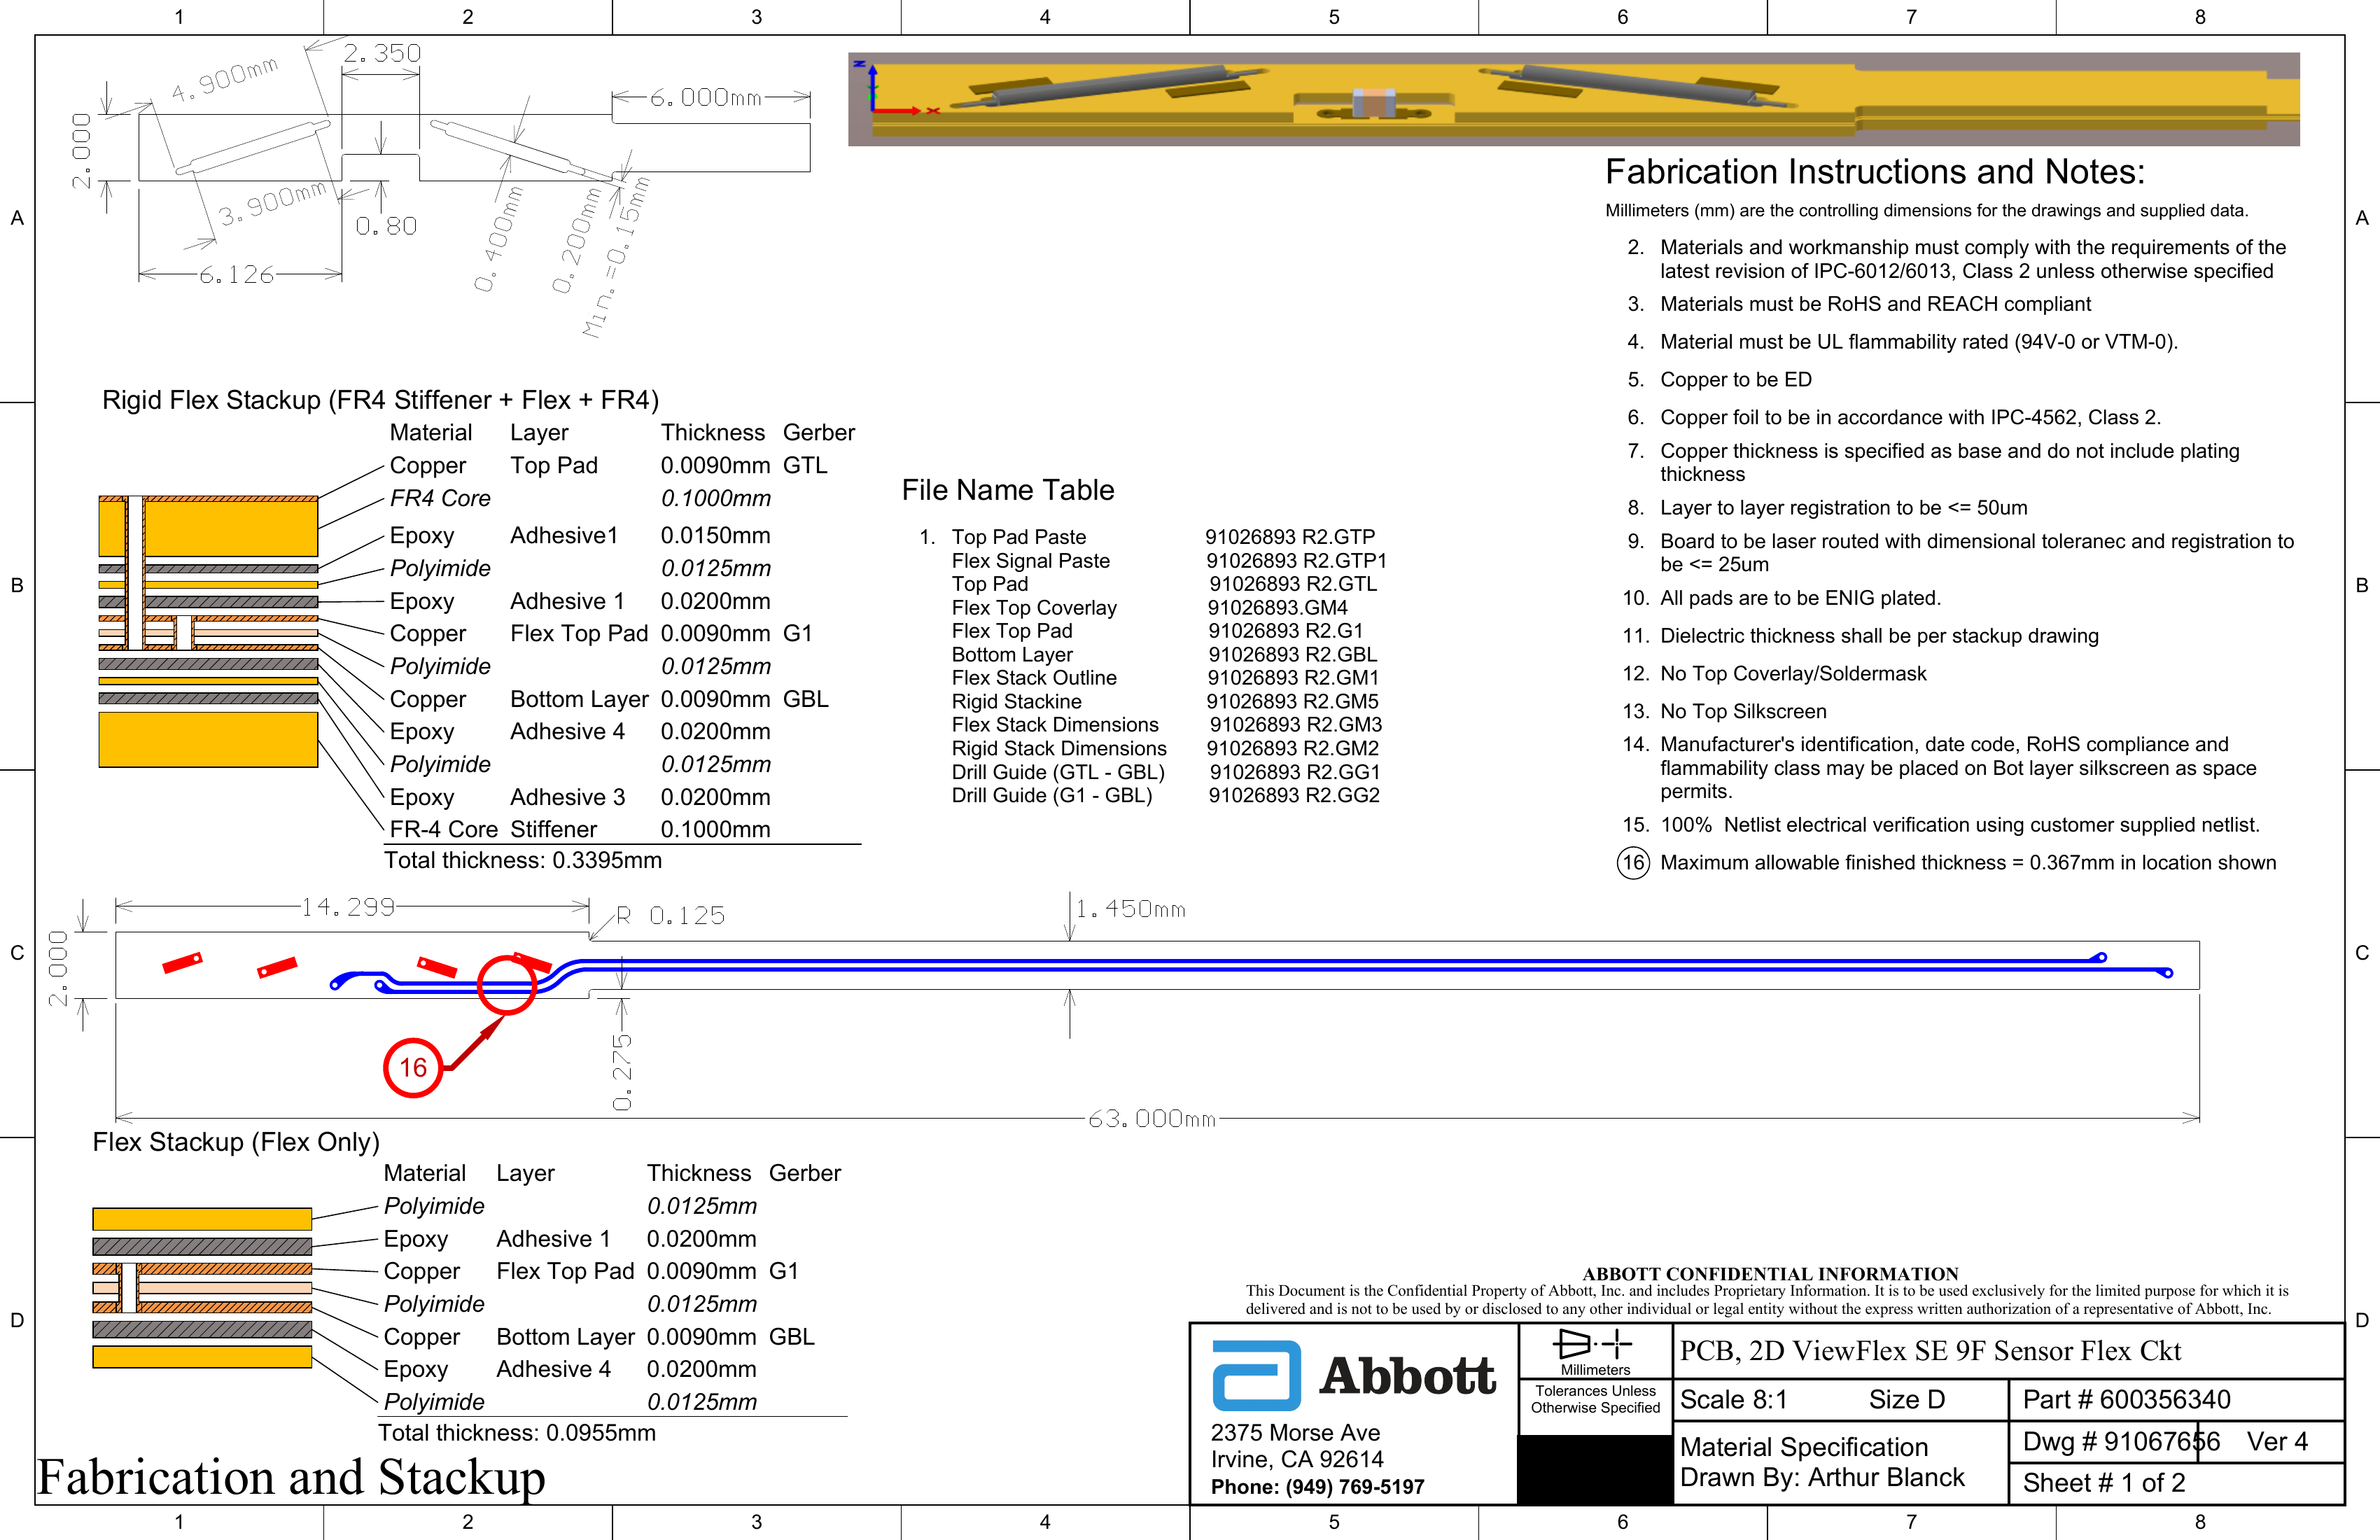 1 2 3 4 5 6 7 8
2.350
4.900mm
6.000mm
2.000
3.900mm
0.80
6.126
0.400mm
0.200mm
Min.=0.15mm
Z
X
A A
B B
C C
D D
Fabrication Instructions and Notes:
Millimeters (mm) are the controlling dimensions for the drawings and supplied data.
2. Materials and workmanship must comply with the requirements of the
latest revision of IPC-6012/6013, Class 2 unless otherwise specified
3. Materials must be RoHS and REACH compliant
4. Material must be UL flammability rated (94V-0 or VTM-0).
5. Copper to be ED
6. Copper foil to be in accordance with IPC-4562, Class 2.
7. Copper thickness is specified as base and do not include plating
thickness
8. Layer to layer registration to be <= 50um
9. Board to be laser routed with dimensional toleranec and registration to
be <= 25um
10. All pads are to be ENIG plated.
11. Dielectric thickness shall be per stackup drawing
12. No Top Coverlay/Soldermask
13. No Top Silkscreen
14. Manufacturer's identification, date code, RoHS compliance and
flammability class may be placed on Bot layer silkscreen as space
permits.
15. 100% Netlist electrical verification using customer supplied netlist.
16 Maximum allowable finished thickness = 0.367mm in location shown
Rigid Flex Stackup (FR4 Stiffener + Flex + FR4)
Material Layer Thickness Gerber
Copper Top Pad 0.0090mm GTL
FR4 Core 0.1000mm
Epoxy Adhesive1 0.0150mm
Polyimide 0.0125mm
Epoxy Adhesive 1 0.0200mm
Copper Flex Top Pad 0.0090mm G1
Polyimide 0.0125mm
Copper Bottom Layer 0.0090mm GBL
Epoxy Adhesive 4 0.0200mm
Polyimide 0.0125mm
Epoxy Adhesive 3 0.0200mm
FR-4 Core Stiffener 0.1000mm
Total thickness: 0.3395mm
File Name Table
1. Top Pad Paste 91026893 R2.GTP
Flex Signal Paste 91026893 R2.GTP1
Top Pad 91026893 R2.GTL
Flex Top Coverlay 91026893.GM4
Flex Top Pad 91026893 R2.G1
Bottom Layer 91026893 R2.GBL
Flex Stack Outline 91026893 R2.GM1
Rigid Stackine 91026893 R2.GM5
Flex Stack Dimensions 91026893 R2.GM3
Rigid Stack Dimensions 91026893 R2.GM2
Drill Guide (GTL - GBL) 91026893 R2.GG1
Drill Guide (G1 - GBL) 91026893 R2.GG2
14.299
R 0.125
1.450mm
2.000
16
0.275
63.000mm
Flex Stackup (Flex Only)
Material Layer Thickness Gerber
Polyimide 0.0125mm
Epoxy Adhesive 1 0.0200mm
Copper Flex Top Pad 0.0090mm G1
Polyimide 0.0125mm
Copper Bottom Layer 0.0090mm GBL
Epoxy Adhesive 4 0.0200mm
Polyimide 0.0125mm
Total thickness: 0.0955mm
Fabrication and Stackup
ABBOTT CONFIDENTIAL INFORMATION
This Document is the Confidential Property of Abbott, Inc. and includes Proprietary Information. It is to be used exclusively for the limited purpose for which it is
delivered and is not to be used by or disclosed to any other individual or legal entity without the express written authorization of a representative of Abbott, Inc.
Abbott
2375 Morse Ave
Irvine, CA 92614
Phone: (949) 769-5197
Millimeters
Tolerances Unless
Otherwise Specified
PCB, 2D ViewFlex SE 9F Sensor Flex Ckt
Scale 8:1 Size D
Part # 600356340
Material Specification
Drawn By: Arthur Blanck
Dwg # 91067656 Ver 4
Sheet # 1 of 2
1 2 3 4 5 6 7 8